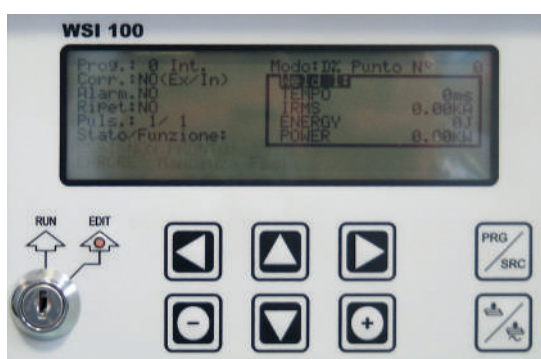 WSI 100
Prog.: 0 Int. Modo:D% Punto N° 0
Corr.:NO(Ex/In)
Alarm.NO TEMPO 0ms
Ripet:NO IRMS 0.00KA
Puls.: 1/ 1 ENERGY 0J
Stato/Funzione: POWER 0.00KW
RUN EDIT
PRG/SRC
- +